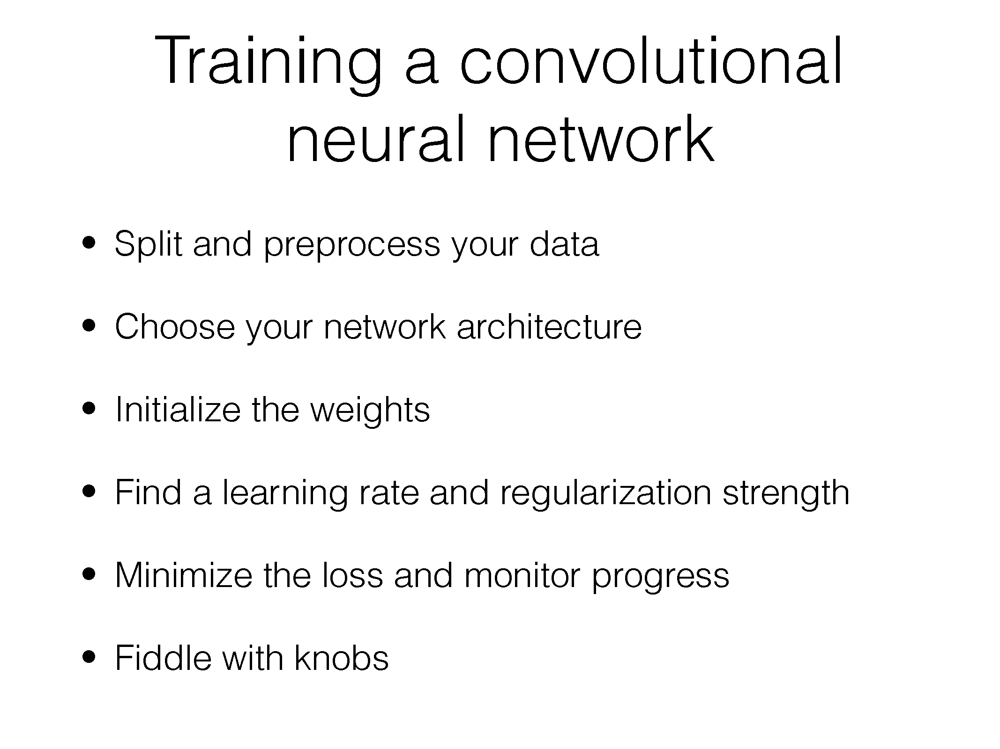 Training a convolutional
neural network
• Split and preprocess your data
• Choose your network architecture
• Initialize the weights
• Find a learning rate and regularization strength
• Minimize the loss and monitor progress
• Fiddle with knobs